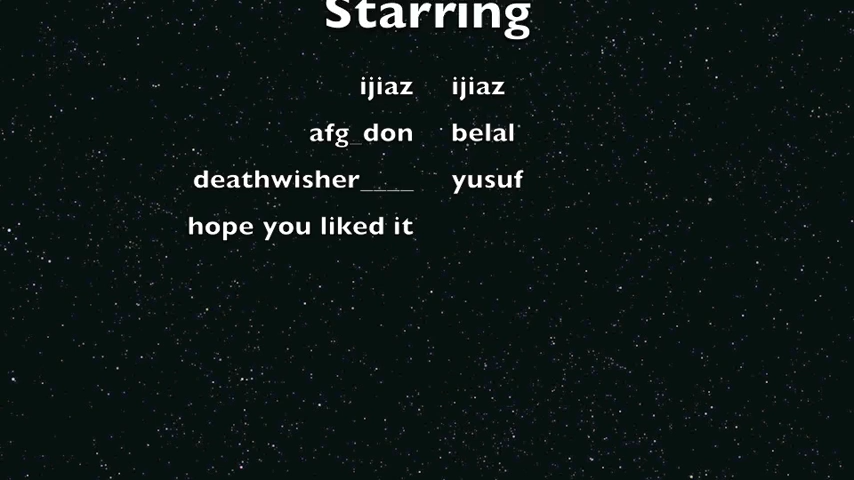 Starring
ijiaz ijiaz
afg_don belal
deathwisher____ yusuf
hope you liked it